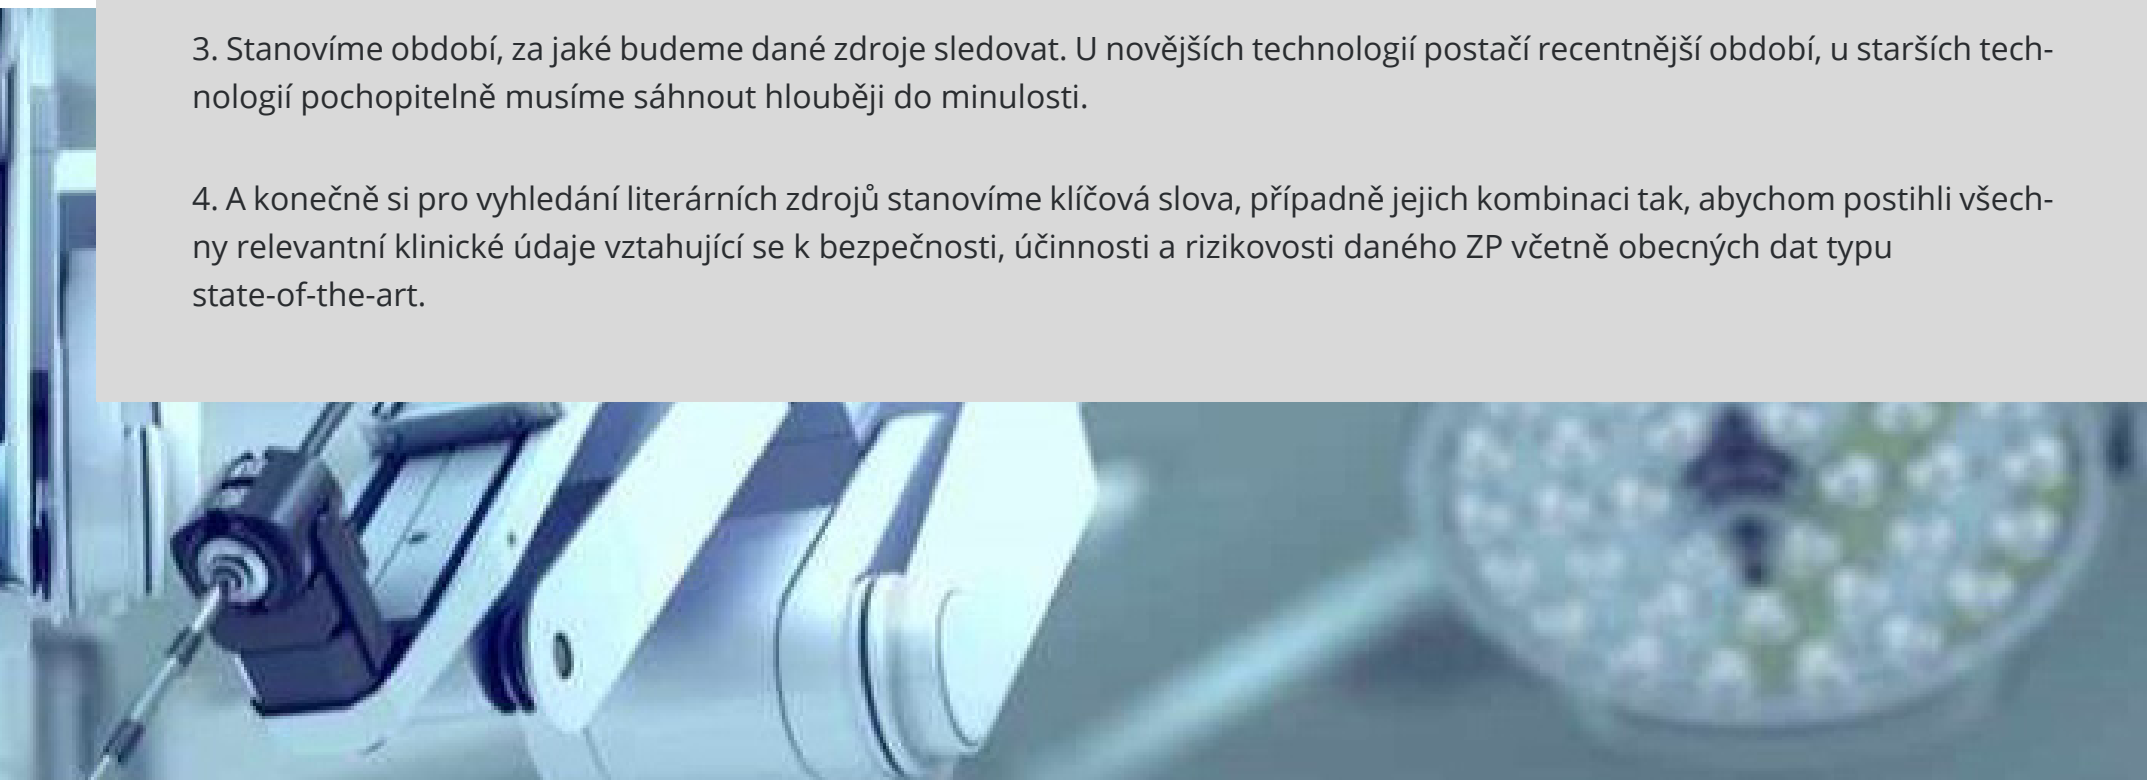 3. Stanovíme období, za jaké budeme dané zdroje sledovat. U novějších technologií postačí recentnější období, u starších tech-
nologií pochopitelně musíme sáhnout hlouběji do minulosti.
4. A konečně si pro vyhledání literárních zdrojů stanovíme klíčová slova, případně jejich kombinaci tak, abychom postihli všech-
ny relevantní klinické údaje vztahující se k bezpečnosti, účinnosti a rizikovosti daného ZP včetně obecných dat typu
state-of-the-art.